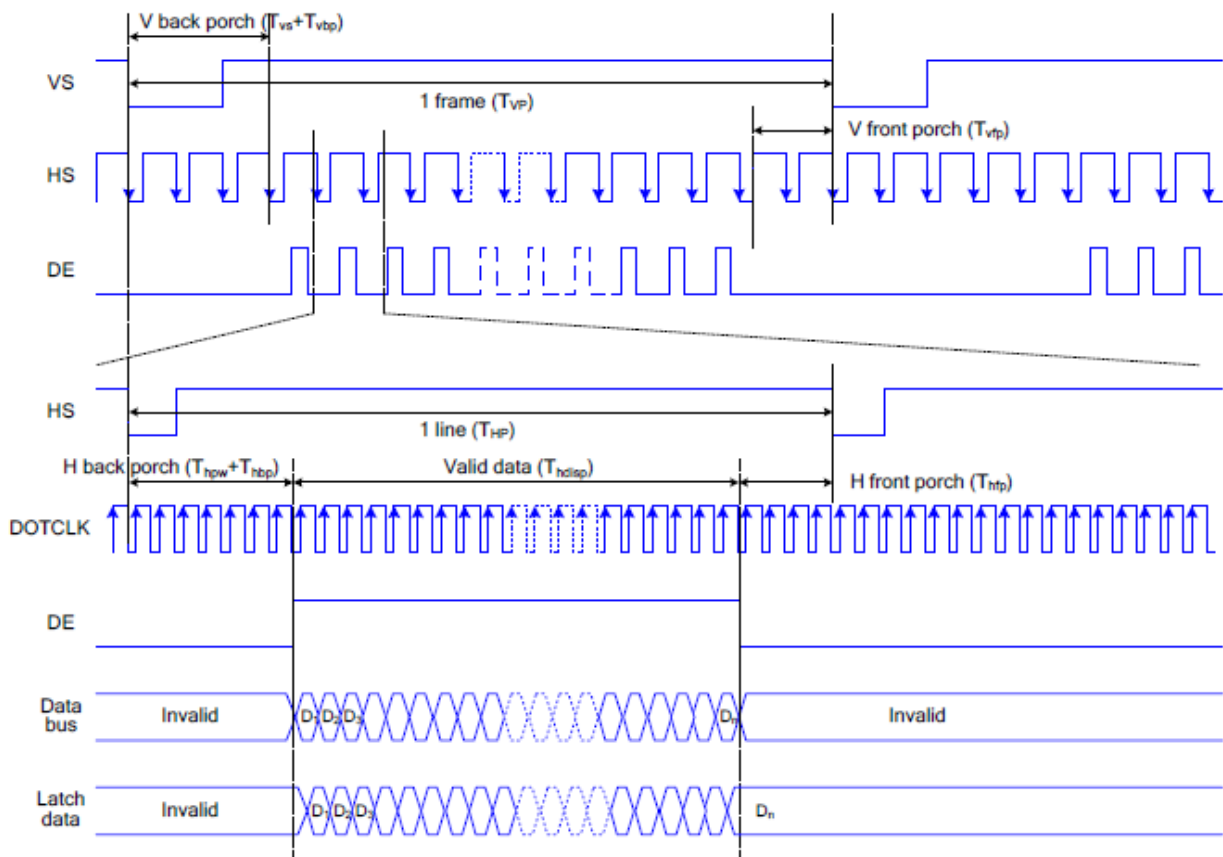 V back porch (Tvs+Tvbp)
VS
1 frame (TVP)
V front porch (Tvfp)
HS
DE
HS
1 line (THP)
H back porch (Thpw+Thbp)
Valid data (Thdisp)
H front porch (Thfp)
DOTCLK
DE
Data
bus
Invalid
D1 D2 D3
Dn
Invalid
Latch
data
Invalid
D1 D2 D3
Dn